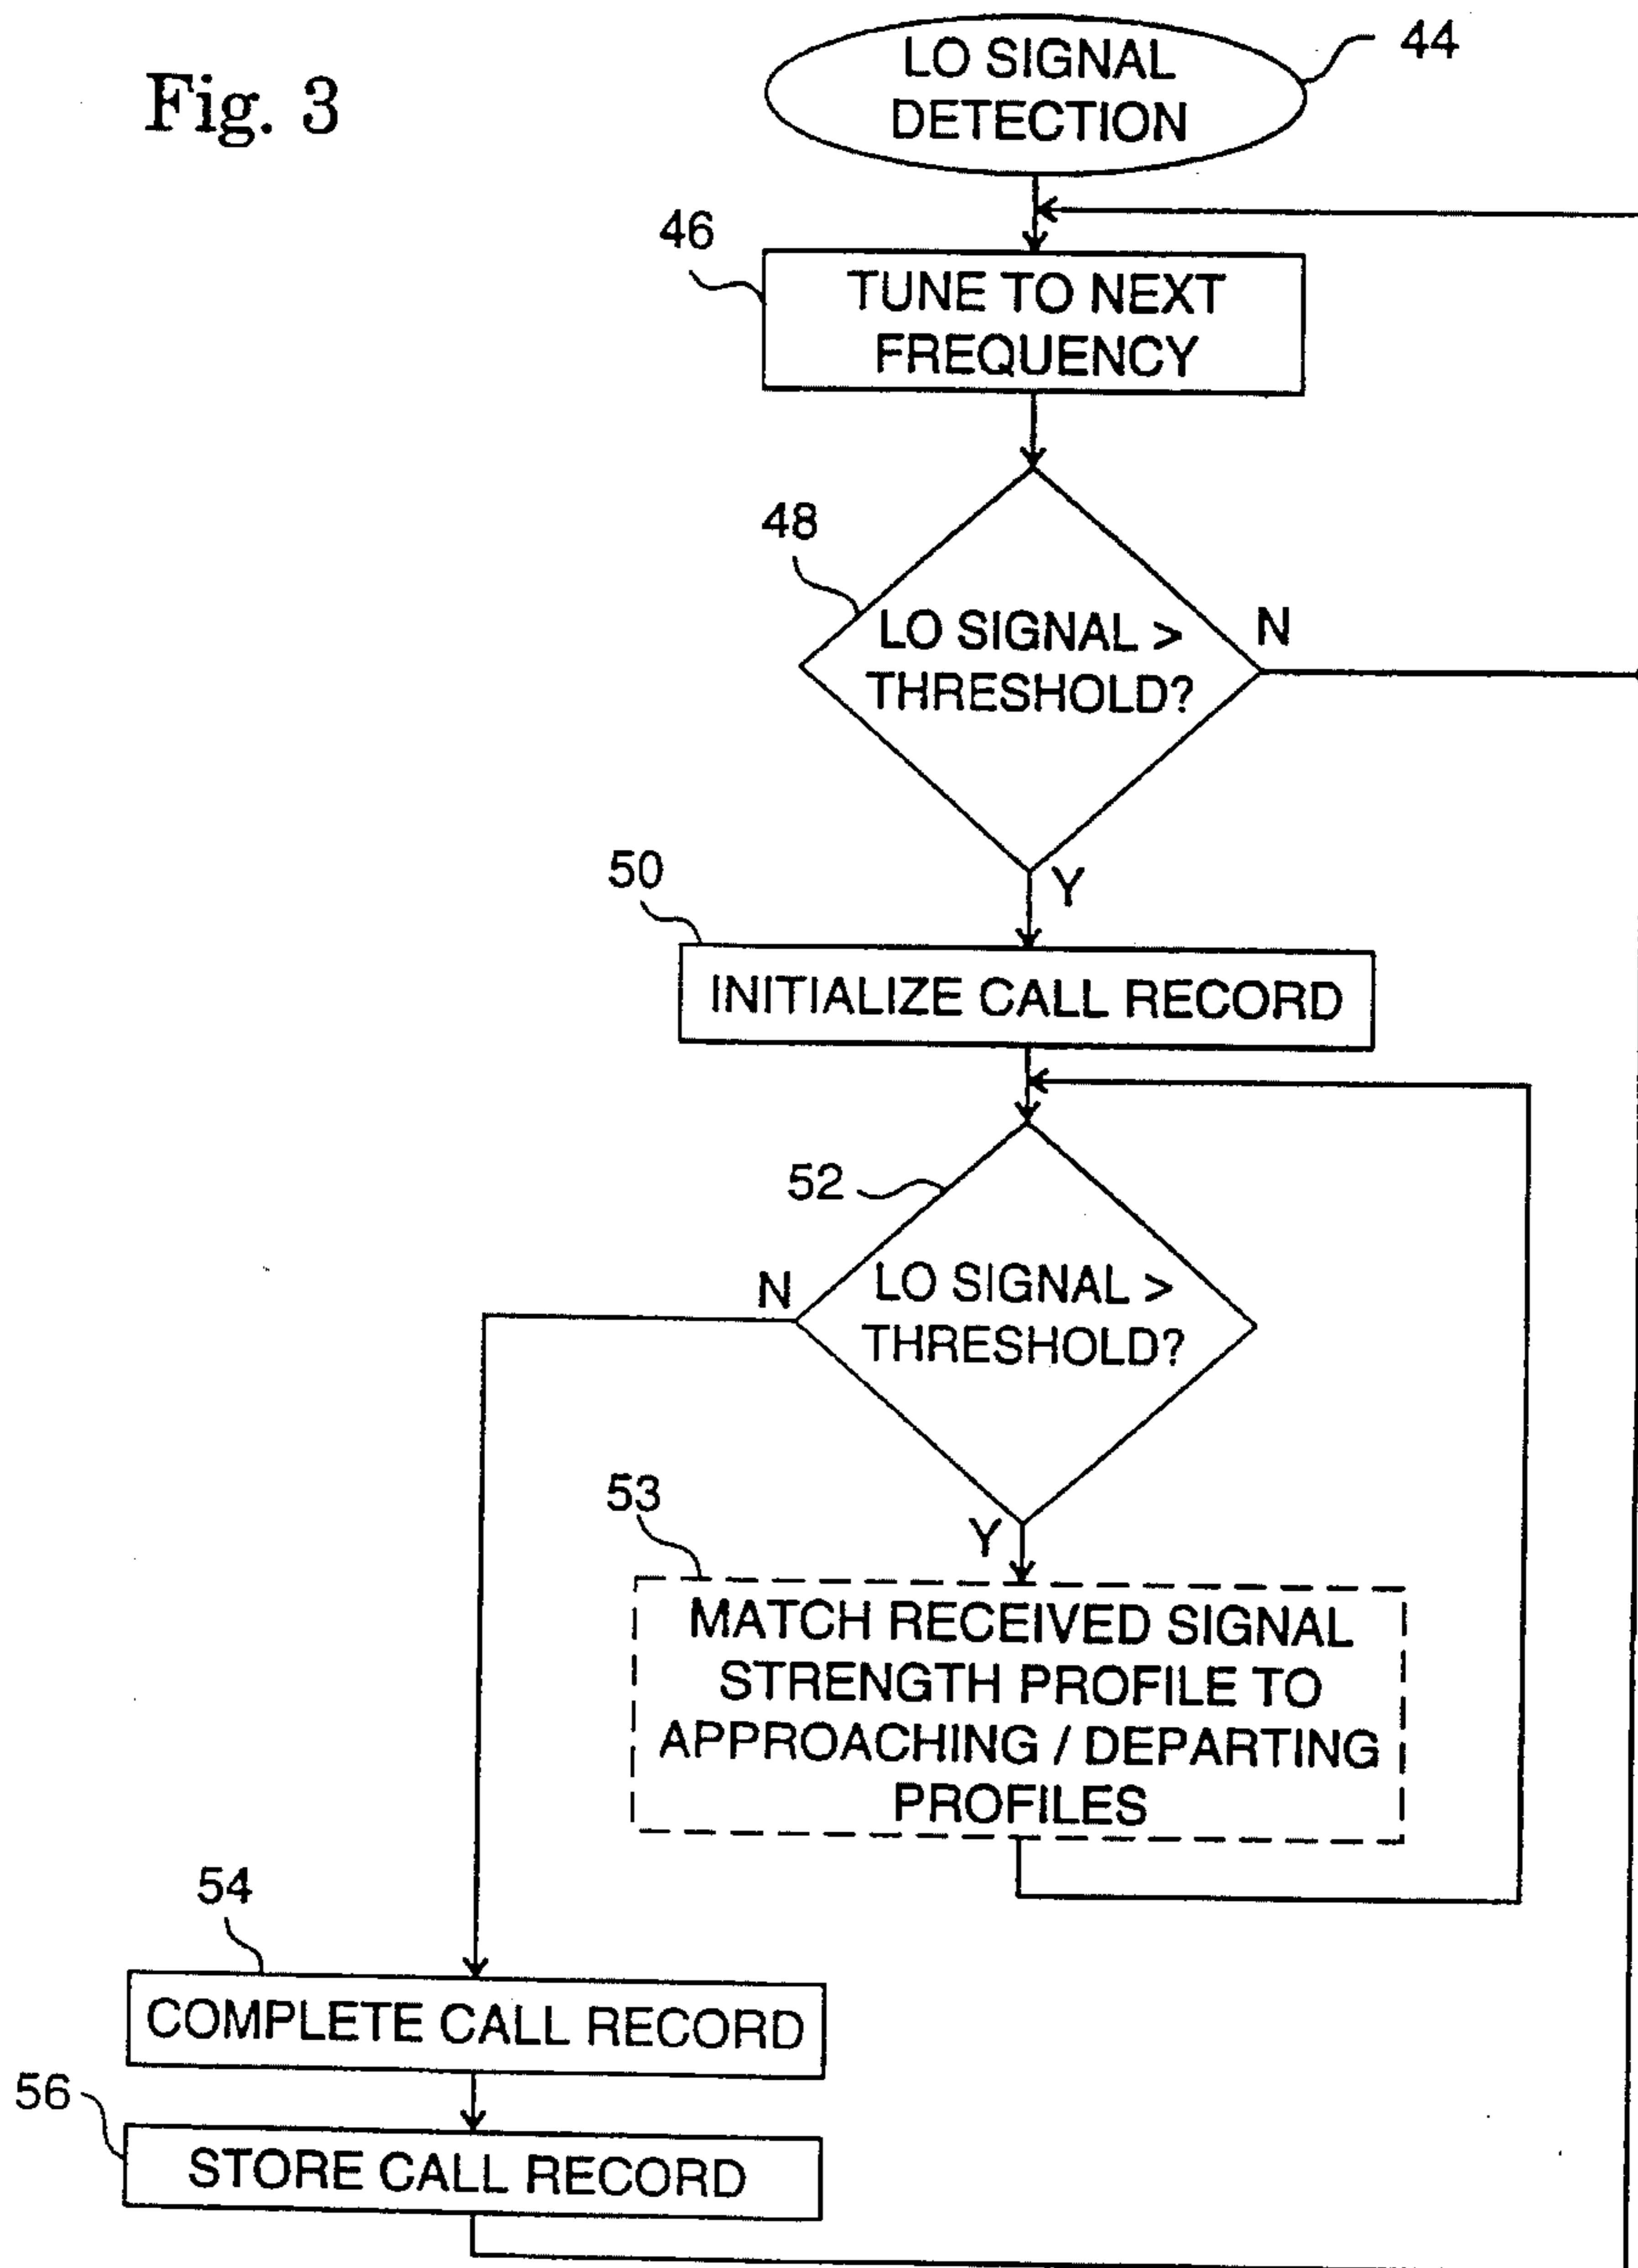 Fig. 3
44
LO SIGNAL
DETECTION
46
TUNE TO NEXT
FREQUENCY
48
LO SIGNAL >
THRESHOLD?
N
Y
50
INITIALIZE CALL RECORD
52
LO SIGNAL >
THRESHOLD?
N
Y
53
MATCH RECEIVED SIGNAL
STRENGTH PROFILE TO
APPROACHING / DEPARTING
PROFILES
54
COMPLETE CALL RECORD
56
STORE CALL RECORD